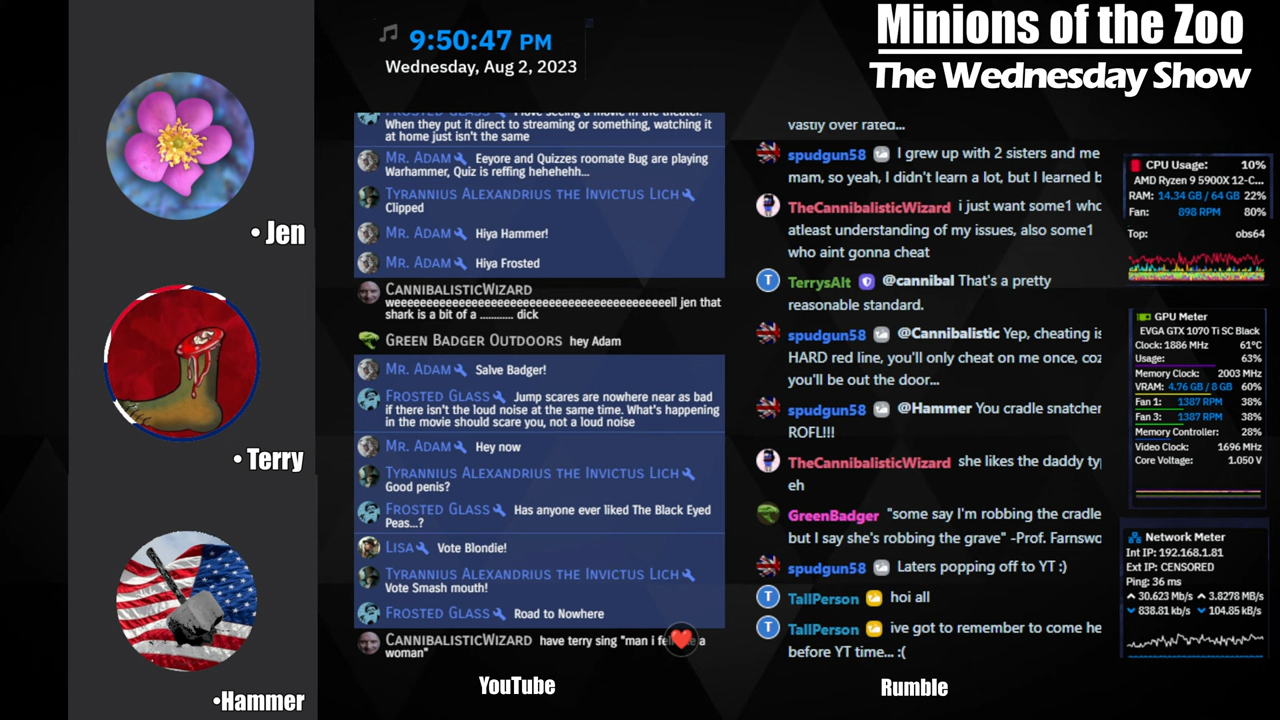 • Jen
• Terry
•Hammer
9:50:47 PM
Wednesday, Aug 2, 2023
When they put it direct to streaming or something, watching it
at home just isn't the same
MR. ADAM Eeyore and Quizzes roomate Bug are playing
Warhammer, Quiz is reffing hehehehh...
TYRANNIUS ALEXANDRIUS THE INVICTUS LICH
Clipped
MR. ADAM Hiya Hammer!
MR. ADAM Hiya Frosted
CANNIBALISTICWIZARD
jen that
shark is a bit of a ............ dick
GREEN BADGER OUTDOORS hey Adam
MR. ADAM Salve Badger!
FROSTED GLASS Jump scares are nowhere near as bad
if there isn't the loud noise at the same time. What's happening
in the movie should scare you, not a loud noise
MR. ADAM Hey now
TYRANNIUS ALEXANDRIUS THE INVICTUS LICH
Good penis?
FROSTED GLASS Has anyone ever liked The Black Eyed
Peas...?
LISA Vote Blondie!
TYRANNIUS ALEXANDRIUS THE INVICTUS LICH
Vote Smash mouth!
FROSTED GLASS Road to Nowhere
CANNIBALISTICWIZARD have terry sing "man i a
woman"
YouTube
Minions of the Zoo
The Wednesday Show
vastly over rated...
spudgun58 I grew up with 2 sisters and me
mam, so yeah, I didn't learn a lot, but I learned b
TheCannibalisticWizard i just want some1 who
atleast understanding of my issues, also some1
who aint gonna cheat
TerrysAlt @cannibal That's a pretty
reasonable standard.
spudgun58 @Cannibalistic Yep, cheating is
HARD red line, you'll only cheat on me once, coz
you'll be out the door...
spudgun58 @Hammer You cradle snatcher
ROFL!!!
TheCannibalisticWizard she likes the daddy typ
eh
GreenBadger "some say I'm robbing the cradle
but I say she's robbing the grave" -Prof. Farnswo
spudgun58 Laters popping off to YT :)
TallPerson hoi all
TallPerson ive got to remember to come he
before YT time... :(
Rumble
CPU Usage: 10%
AMD Ryzen 9 5900X 12-C...
RAM: 14.34 GB / 64 GB 22%
Fan: 898 RPM 80%
Top: obs64
GPU Meter
EVGA GTX 1070 Ti SC Black
Clock: 1886 MHz 61°C
Usage: 63%
Memory Clock: 2003 MHz
VRAM: 4.76 GB / 8 GB 60%
Fan 1: 1387 RPM 38%
Fan 3: 1387 RPM 38%
Memory Controller: 28%
Video Clock: 1696 MHz
Core Voltage: 1.050 V
Network Meter
Int IP: 192.168.1.81
Ext IP: CENSORED
Ping: 36 ms
30.623 Mb/s 3.8278 MB/s
838.81 kb/s 104.85 kB/s